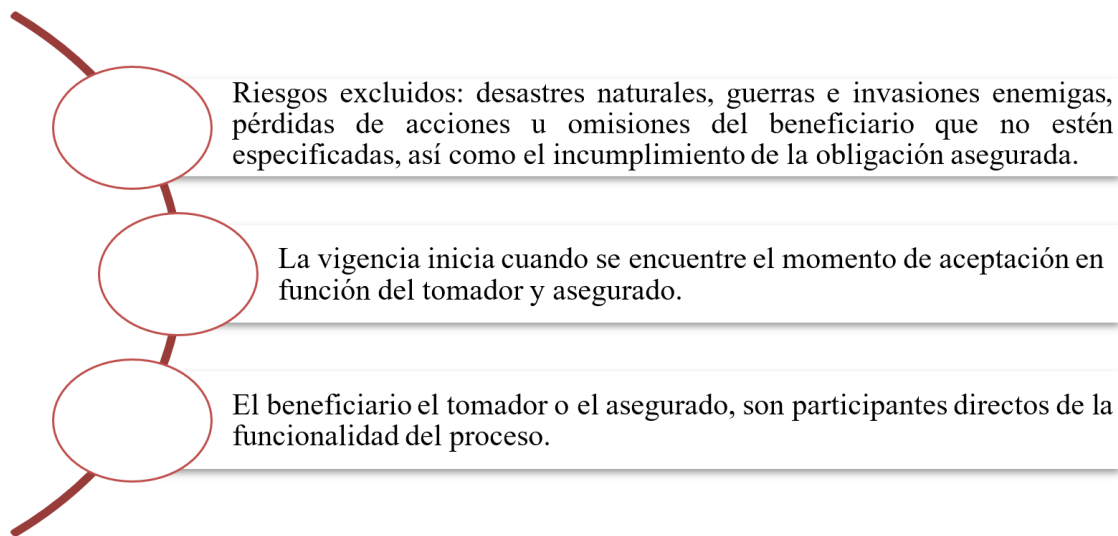 Riesgos excluidos: desastres naturales, guerras e invasiones enemigas,
pérdidas de acciones u omisiones del beneficiario que no estén
especificadas, así como el incumplimiento de la obligación asegurada.
La vigencia inicia cuando se encuentre el momento de aceptación en
función del tomador y asegurado.
El beneficiario el tomador o el asegurado, son participantes directos de la
funcionalidad del proceso.